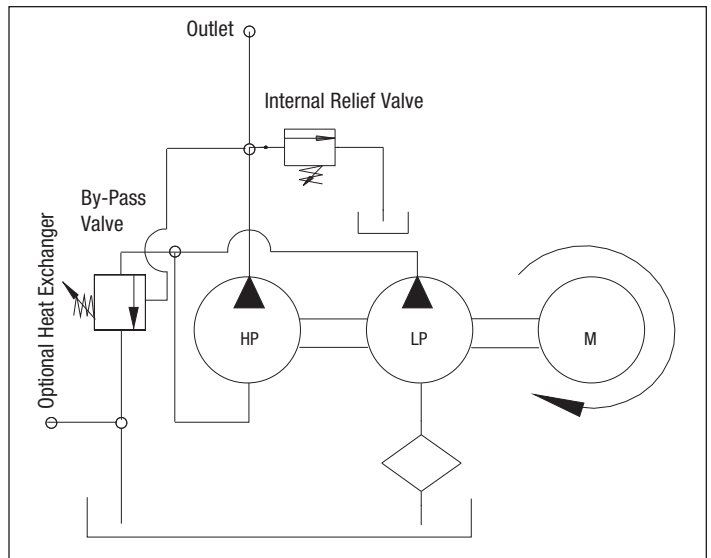 Outlet
Internal Relief Valve
By-Pass
Valve
Optional Heat Exchanger
HP
LP
M